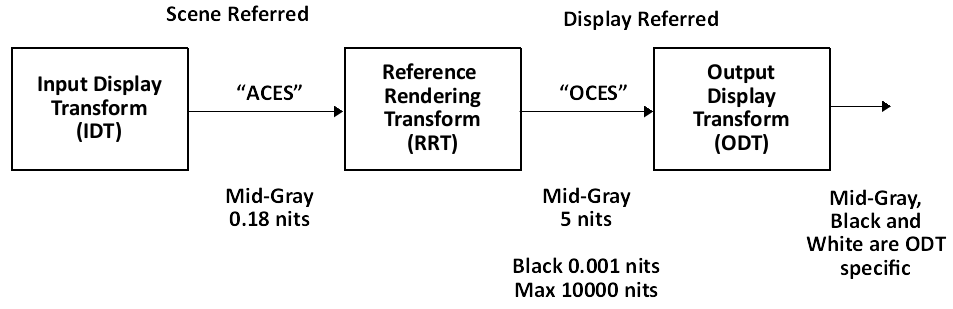 Scene Referred
Display Referred
Input Display
Transform
(IDT)
“ACES”
Reference
Rendering
Transform
(RRT)
“OCES”
Output
Display
Transform
(ODT)
Mid-Gray
0.18 nits
Mid-Gray
5 nits
Black 0.001 nits
Max 10000 nits
Mid-Gray,
Black and
White are ODT
specific